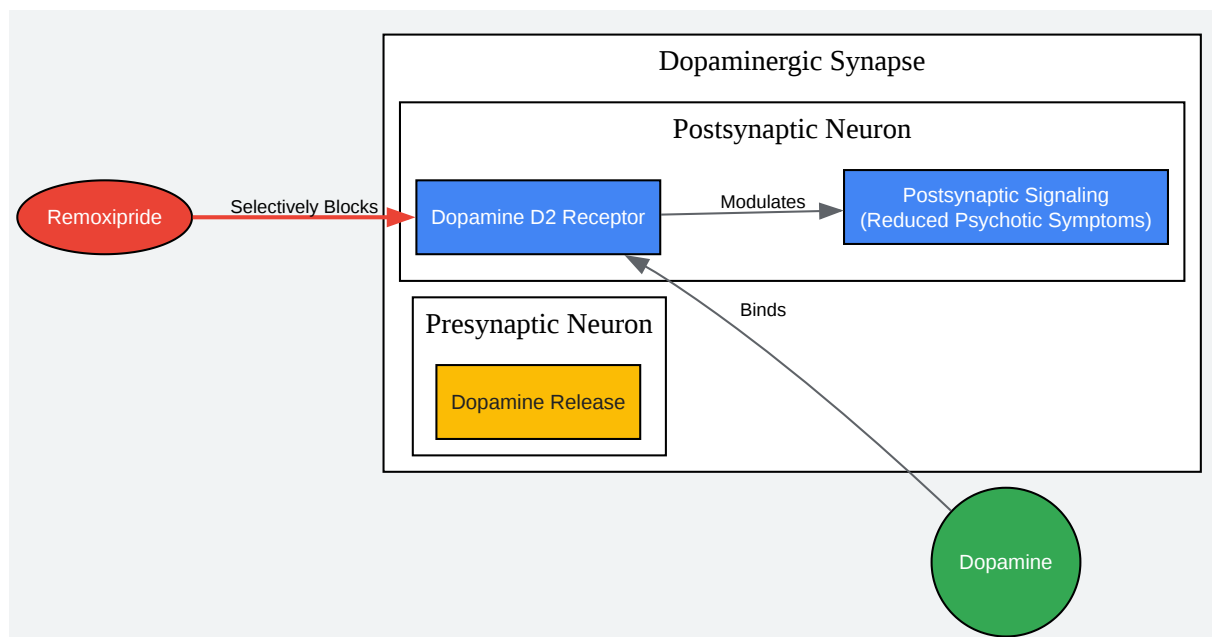 Dopaminergic Synapse
Postsynaptic Neuron
Remoxipride
Selectively Blocks
Dopamine D2 Receptor
Modulates
Postsynaptic Signaling
(Reduced Psychotic Symptoms)
Binds
Presynaptic Neuron
Dopamine Release
Dopamine